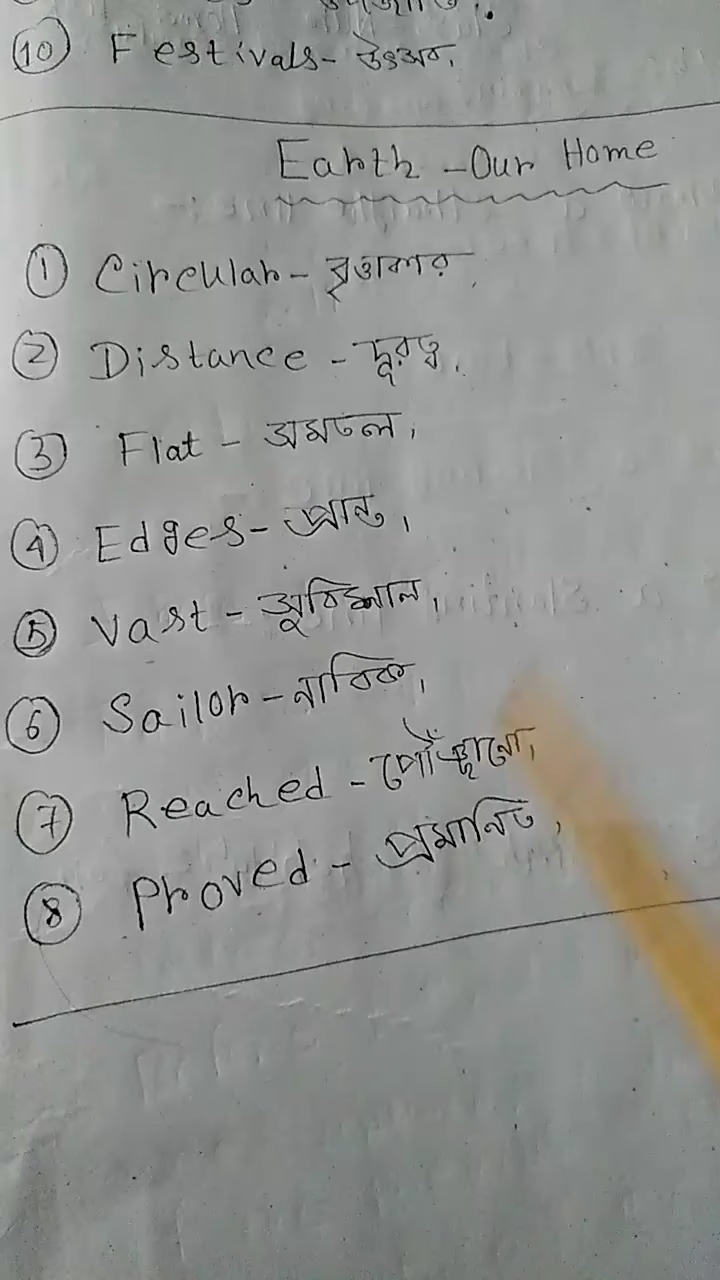 10 Festivals- উৎসব,
Earth - Our Home
1 Circular - বৃত্তাকার
2 Distance - দূরত্ব,
3 Flat - সমতল,
4 Edges- প্রান্ত,
5 Vast - সুবিশাল,
6 Sailor - নাবিক,
7 Reached - পৌঁছানো,
8 Proved - প্রমানিত,